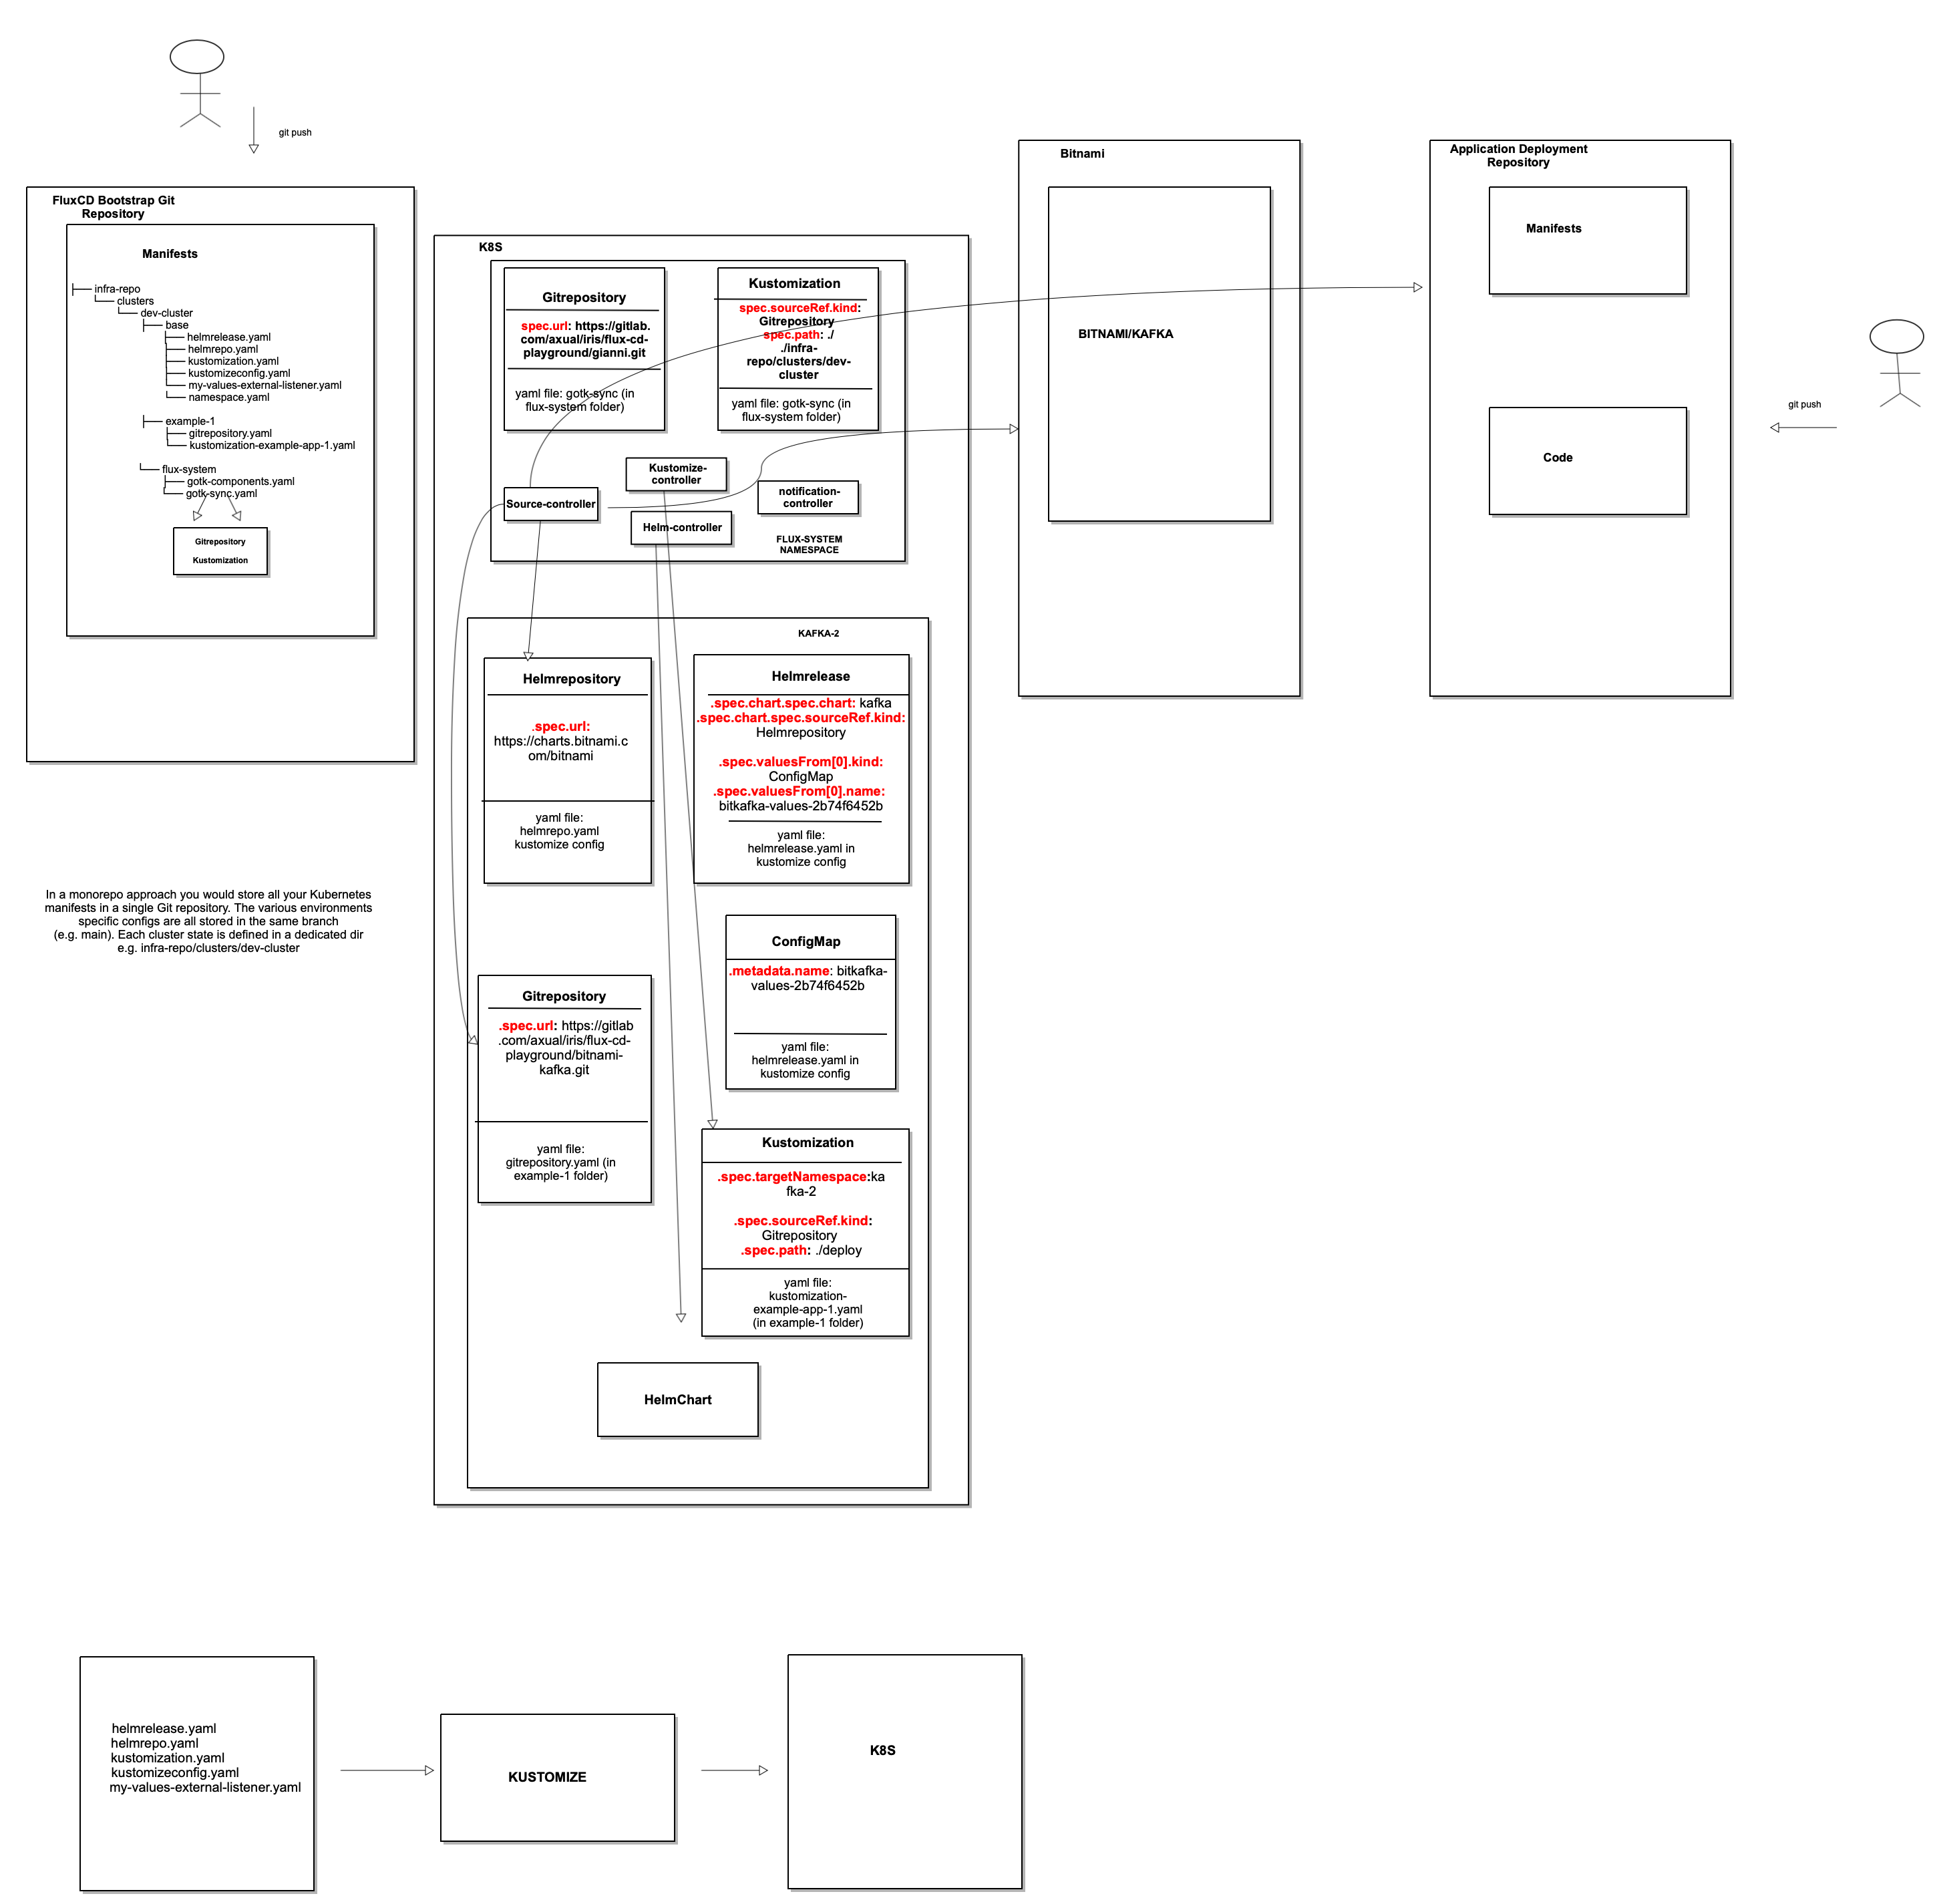 git push
FluxCD Bootstrap Git
Repository
Manifests
infra-repo
clusters
dev-cluster
base
helmrelease.yaml
helmrepo.yaml
kustomization.yaml
kustomizeconfig.yaml
my-values-external-listener.yaml
namespace.yaml
example-1
gitrepository.yaml
kustomization-example-app-1.yaml
flux-system
gotk-components.yaml
gotk-sync.yaml
Gitrepository
Kustomization
In a monorepo approach you would store all your Kubernetes
manifests in a single Git repository. The various environments
specific configs are all stored in the same branch
(e.g. main). Each cluster state is defined in a dedicated dir
e.g. infra-repo/clusters/dev-cluster
K8S
Gitrepository
spec.url: https://gitlab.
com/axual/iris/flux-cd-
playground/gianni.git
yaml file: gotk-sync (in
flux-system folder)
Kustomization
spec.sourceRef.kind:
Gitrepository
spec.path: ./
./infra-
repo/clusters/dev-
cluster
yaml file: gotk-sync (in
flux-system folder)
Kustomize-
controller
Source-controller
notification-
controller
Helm-controller
FLUX-SYSTEM
NAMESPACE
KAFKA-2
Helmrepository
.spec.url:
https://charts.bitnami.c
om/bitnami
yaml file:
helmrepo.yaml
kustomize config
Helmrelease
.spec.chart.spec.chart: kafka
.spec.chart.spec.sourceRef.kind:
Helmrepository
.spec.valuesFrom[0].kind:
ConfigMap
.spec.valuesFrom[0].name:
bitkafka-values-2b74f6452b
yaml file:
helmrelease.yaml in
kustomize config
ConfigMap
.metadata.name: bitkafka-
values-2b74f6452b
yaml file:
helmrelease.yaml in
kustomize config
Gitrepository
.spec.url: https://gitlab
.com/axual/iris/flux-cd-
playground/bitnami-
kafka.git
yaml file:
gitrepository.yaml (in
example-1 folder)
Kustomization
.spec.targetNamespace:ka
fka-2
.spec.sourceRef.kind:
Gitrepository
.spec.path: ./deploy
yaml file:
kustomization-
example-app-1.yaml
(in example-1 folder)
HelmChart
Bitnami
BITNAMI/KAFKA
Application Deployment
Repository
Manifests
Code
git push
helmrelease.yaml
helmrepo.yaml
kustomization.yaml
kustomizeconfig.yaml
my-values-external-listener.yaml
KUSTOMIZE
K8S